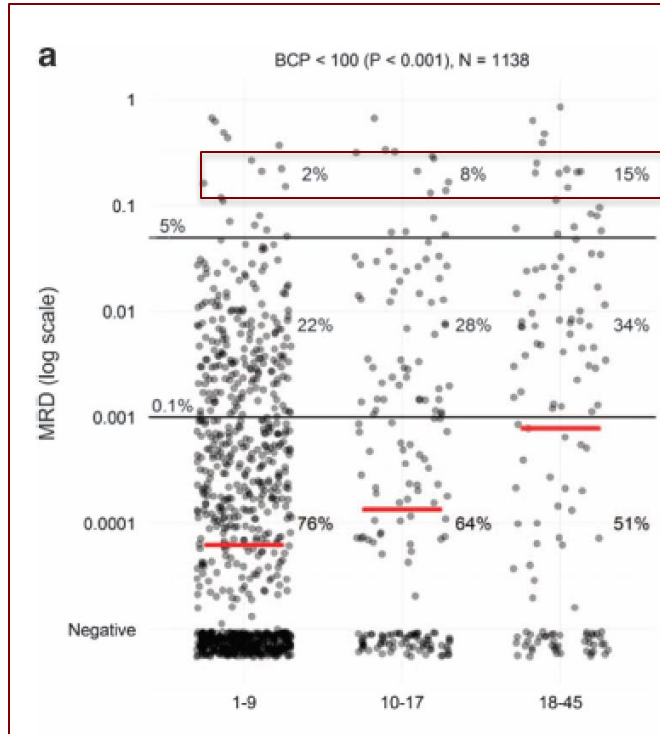 a
BCP < 100 (P < 0.001), N = 1138
1
2% 8% 15%
0.1
5%
22% 28% 34%
0.01
MRD (log scale)
0.1%
0.001
76% 64% 51%
0.0001
Negative
1-9 10-17 18-45